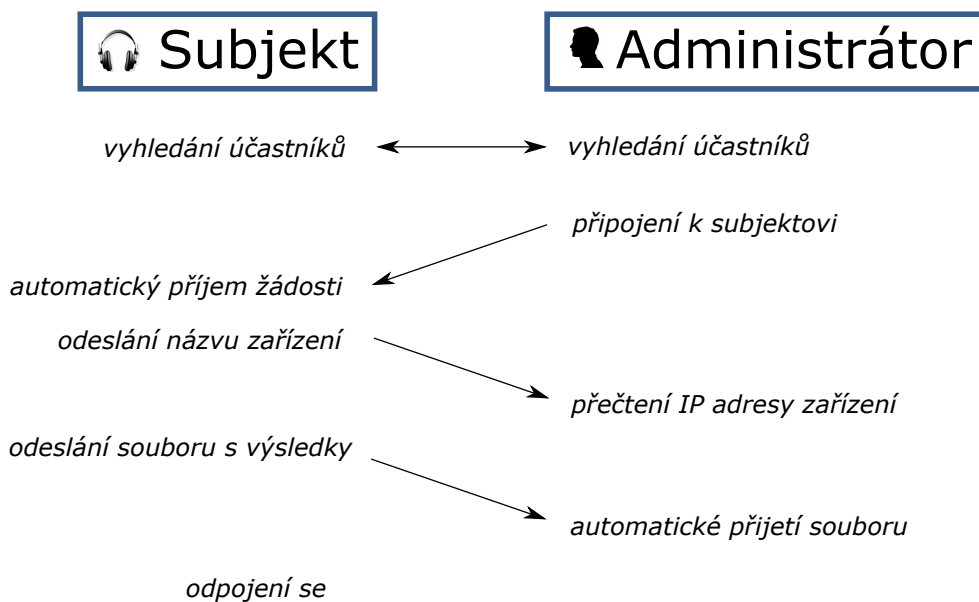 Subjekt
Administrátor
vyhledání účastníků
vyhledání účastníků
připojení k subjektovi
automatický příjem žádosti
odeslání názvu zařízení
přečtení IP adresy zařízení
odeslání souboru s výsledky
automatické přijetí souboru
odpojení se